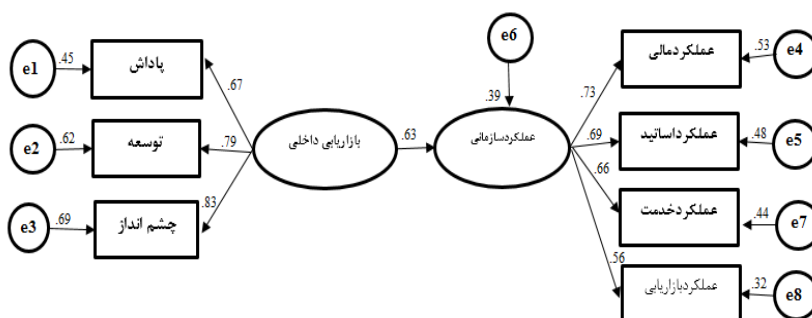 e6
e1
.45
پاداش
.67
e2
.62
توسعه
.79
e3
.69
چشم انداز
.83
بازاریابی داخلی
.63
.39
عملکردسازمانی
.73
عملکردمالی
.53
e4
.69
عملکرداساتید
.48
e5
.66
عملکردخدمت
.44
e7
.56
عملکردبازاریابی
.32
e8